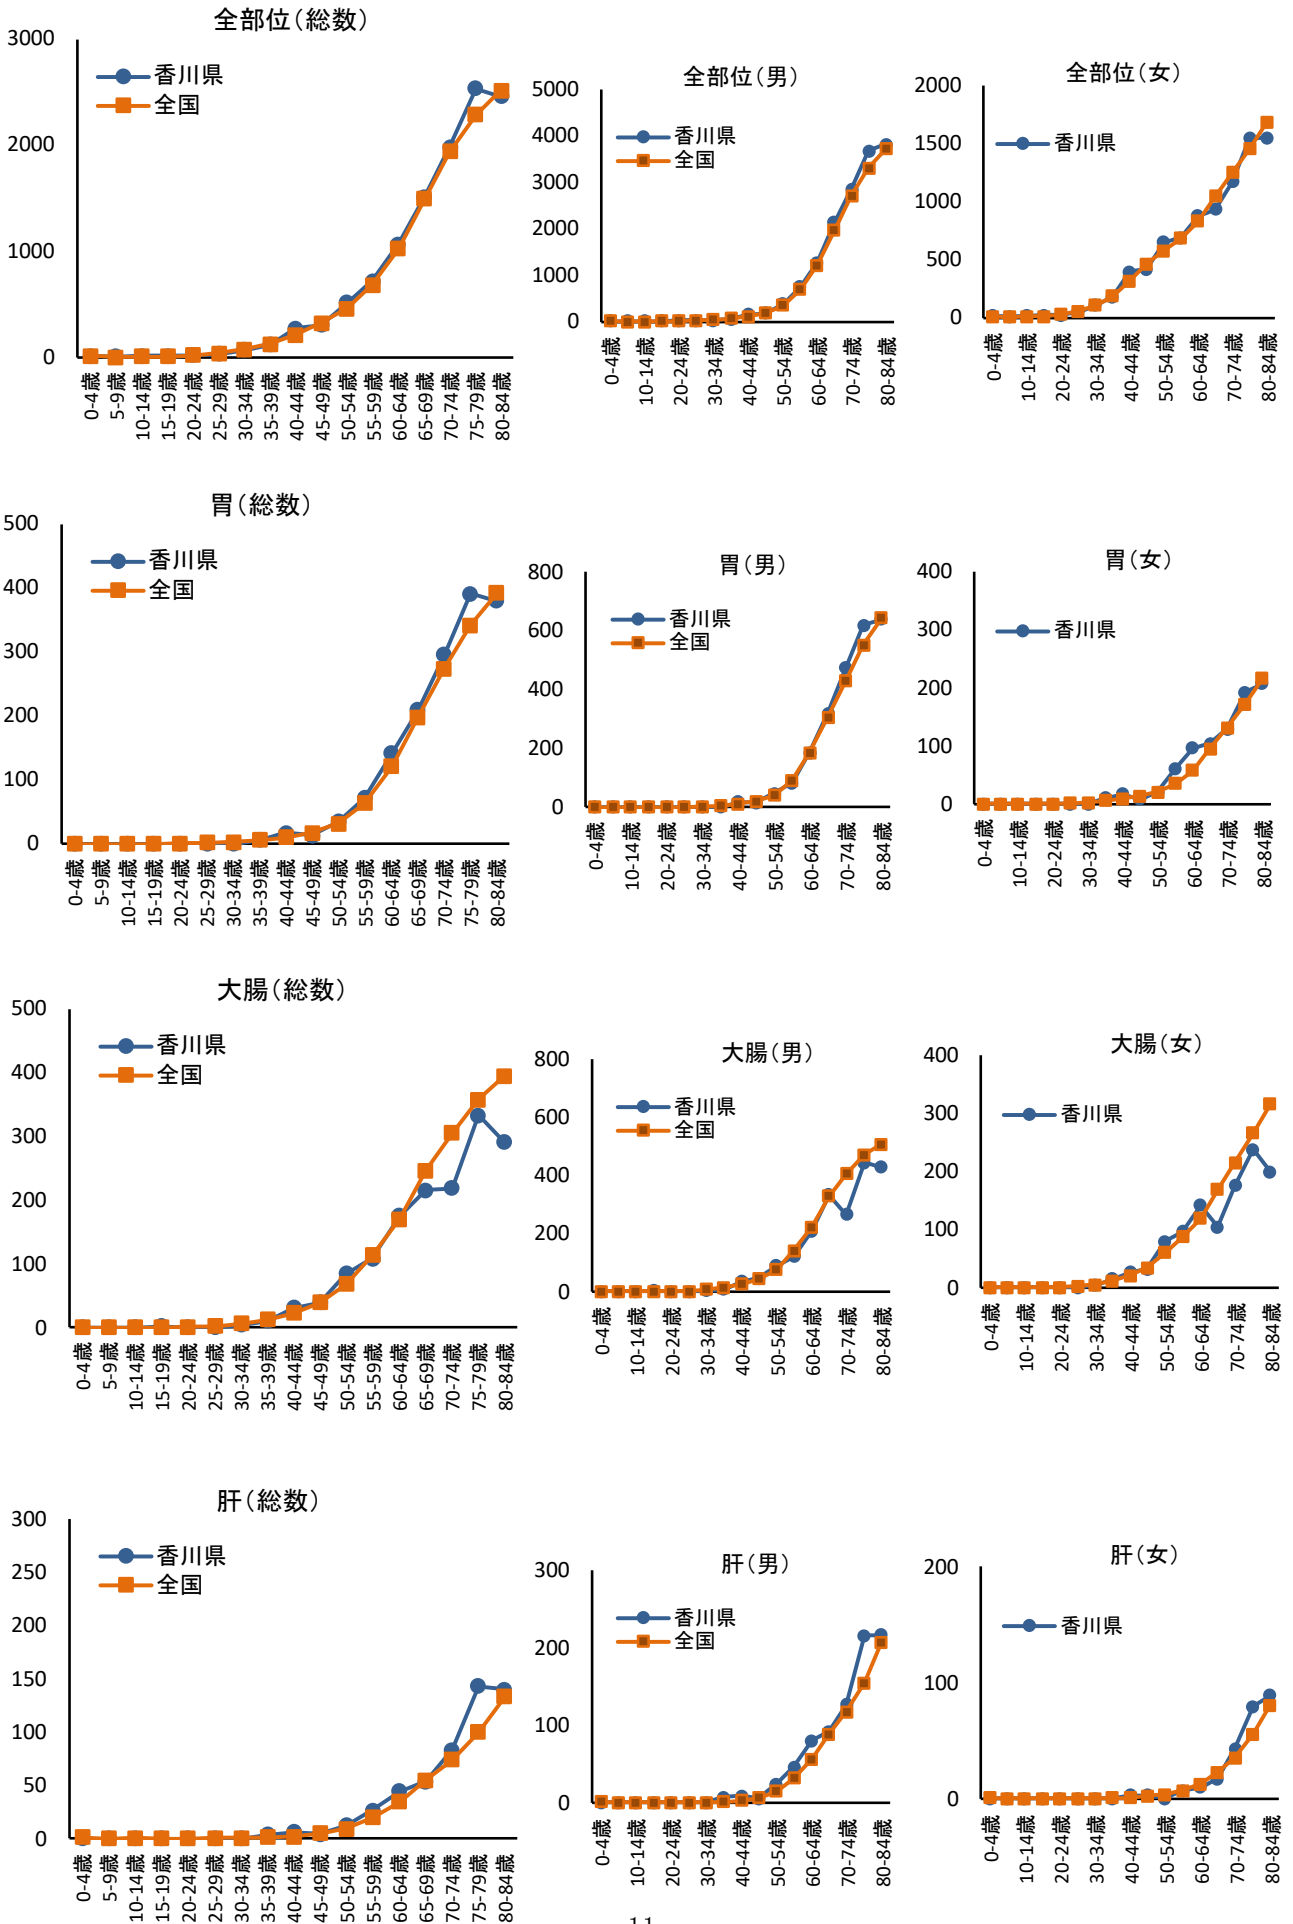 全部位（総数）
3000
2000
1000
0
香川県
全国
0-4歳
5-9歳
10-14歳
15-19歳
20-24歳
25-29歳
30-34歳
35-39歳
40-44歳
45-49歳
50-54歳
55-59歳
60-64歳
65-69歳
70-74歳
75-79歳
80-84歳
全部位（男）
5000
4000
3000
2000
1000
0
香川県
全国
0-4歳
10-14歳
20-24歳
30-34歳
40-44歳
50-54歳
60-64歳
70-74歳
80-84歳
全部位（女）
2000
1500
1000
500
0
香川県
0-4歳
10-14歳
20-24歳
30-34歳
40-44歳
50-54歳
60-64歳
70-74歳
80-84歳
胃（総数）
500
400
300
200
100
0
香川県
全国
0-4歳
5-9歳
10-14歳
15-19歳
20-24歳
25-29歳
30-34歳
35-39歳
40-44歳
45-49歳
50-54歳
55-59歳
60-64歳
65-69歳
70-74歳
75-79歳
80-84歳
胃（男）
800
600
400
200
0
香川県
全国
0-4歳
10-14歳
20-24歳
30-34歳
40-44歳
50-54歳
60-64歳
70-74歳
80-84歳
胃（女）
400
300
200
100
0
香川県
0-4歳
10-14歳
20-24歳
30-34歳
40-44歳
50-54歳
60-64歳
70-74歳
80-84歳
大腸（総数）
500
400
300
200
100
0
香川県
全国
0-4歳
5-9歳
10-14歳
15-19歳
20-24歳
25-29歳
30-34歳
35-39歳
40-44歳
45-49歳
50-54歳
55-59歳
60-64歳
65-69歳
70-74歳
75-79歳
80-84歳
大腸（男）
800
600
400
200
0
香川県
全国
0-4歳
10-14歳
20-24歳
30-34歳
40-44歳
50-54歳
60-64歳
70-74歳
80-84歳
大腸（女）
400
300
200
100
0
香川県
0-4歳
10-14歳
20-24歳
30-34歳
40-44歳
50-54歳
60-64歳
70-74歳
80-84歳
肝（総数）
300
250
200
150
100
50
0
香川県
全国
0-4歳
5-9歳
10-14歳
15-19歳
20-24歳
25-29歳
30-34歳
35-39歳
40-44歳
45-49歳
50-54歳
55-59歳
60-64歳
65-69歳
70-74歳
75-79歳
80-84歳
肝（男）
300
200
100
0
香川県
全国
0-4歳
10-14歳
20-24歳
30-34歳
40-44歳
50-54歳
60-64歳
70-74歳
80-84歳
肝（女）
200
100
0
香川県
0-4歳
10-14歳
20-24歳
30-34歳
40-44歳
50-54歳
60-64歳
70-74歳
80-84歳
11